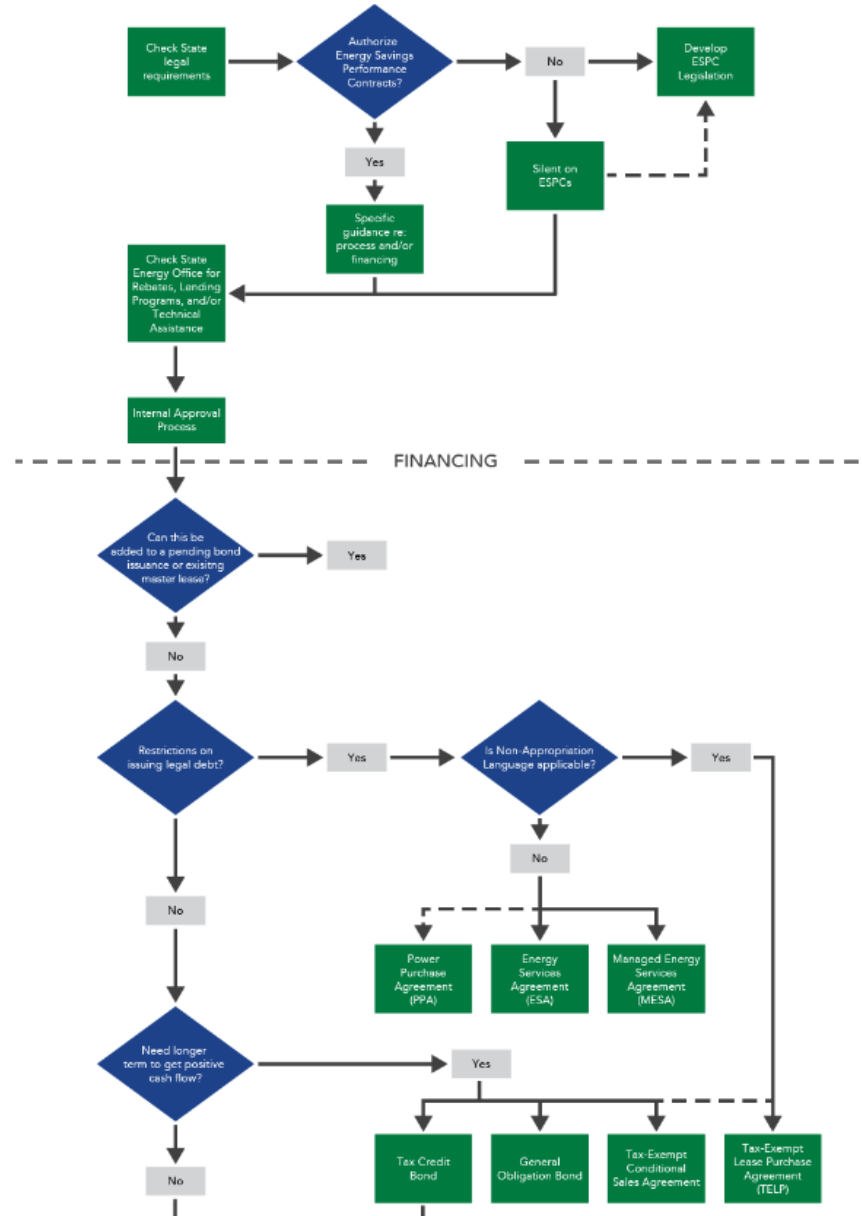 Check State
legal
requirements
Authorize
Energy Savings
Performance
Contracts?
No
Develop
ESPC
Legislation
Yes
Silent on
ESPCs
Specific
guidance re:
process and/or
financing
Check State
Energy Office for
Rebates, Lending
Programs, and/or
Technical
Assistance
Internal Approval
Process
FINANCING
Can this be
added to a pending bond
issuance or exisitng
master lease?
Yes
No
Restrictions on
issuing legal debt?
Yes
Is Non-Appropriation
Language applicable?
Yes
No
No
Power
Purchase
Agreement
(PPA)
Energy
Services
Agreement
(ESA)
Managed Energy
Services
Agreement
(MESA)
Need longer
term to get positive
cash flow?
Yes
No
Tax Credit
Bond
General
Obligation Bond
Tax-Exempt
Conditional
Sales Agreement
Tax-Exempt
Lease Purchase
Agreement
(TELP)